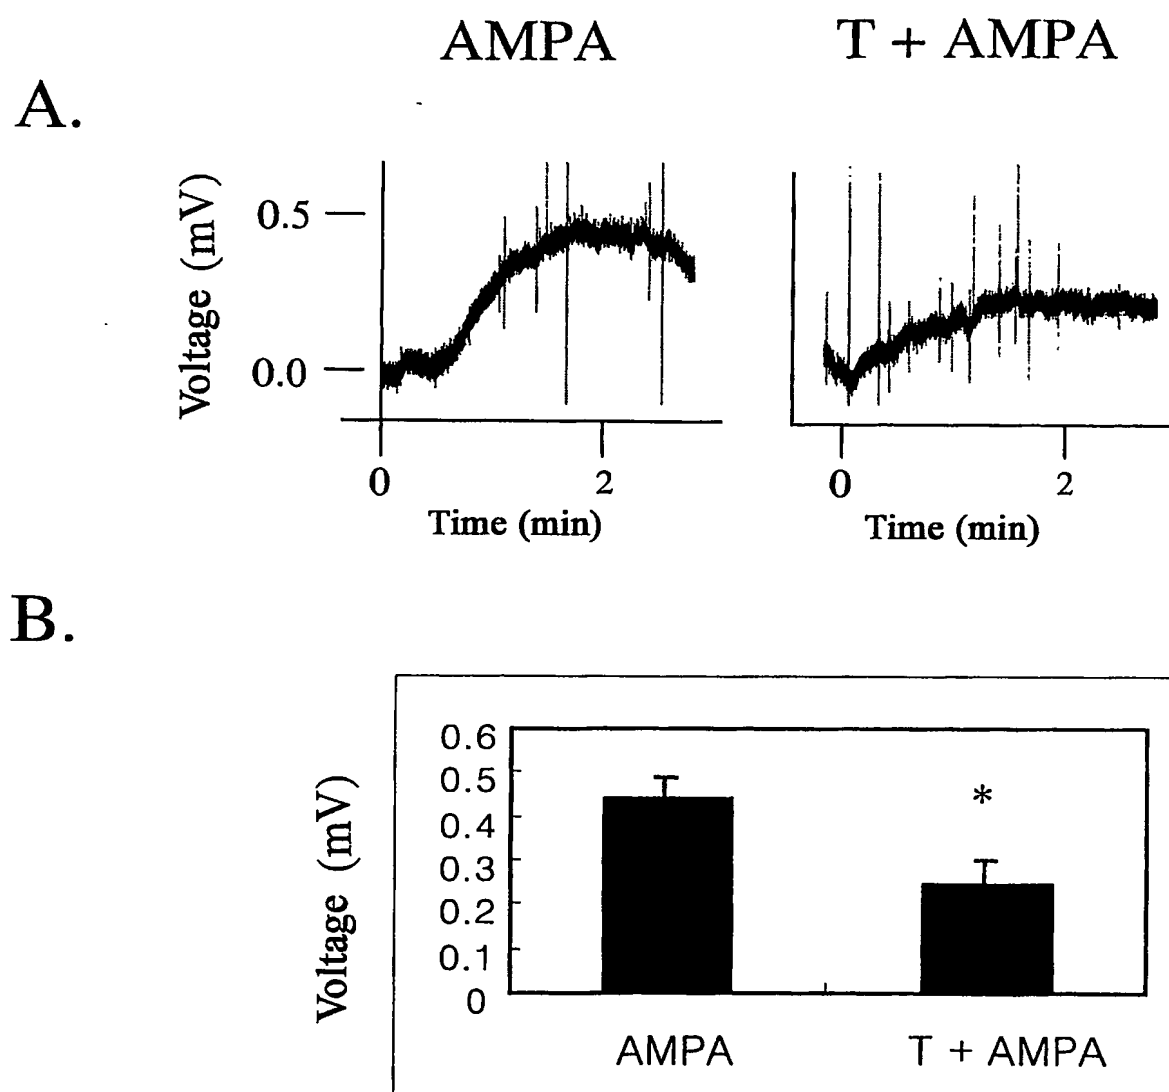 AMPA
T + AMPA
A.
Voltage (mV)
0.5
0.0
0
2
Time (min)
0
2
Time (min)
B.
Voltage (mV)
0.6
0.5
0.4
0.3
0.2
0.1
0
*
AMPA
T + AMPA